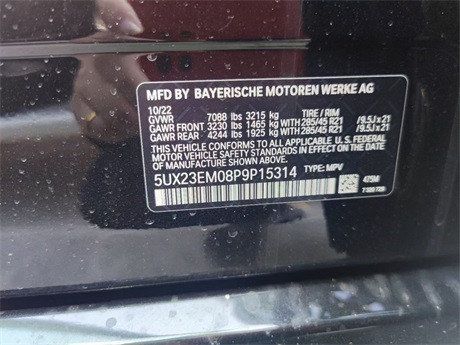 MFD BY BAYERISCHE MOTOREN WERKE AG
10/22
GVWR 7088 lbs 3215 kg TIRE / RIM
GAWR FRONT 3230 lbs 1465 kg WITH 285/45 R21 /9.5J x 21
GAWR REAR 4244 lbs 1925 kg WITH 285/45 R21 /9.5J x 21
THIS VEHICLE CONFORMS TO ALL APPLICABLE U.S. FEDERAL
MOTOR VEHICLE SAFETY STANDARDS IN EFFECT ON THE DATE
OF MANUFACTURE SHOWN ABOVE.
5UX23EM08P9P15314 TYPE: MPV
475M